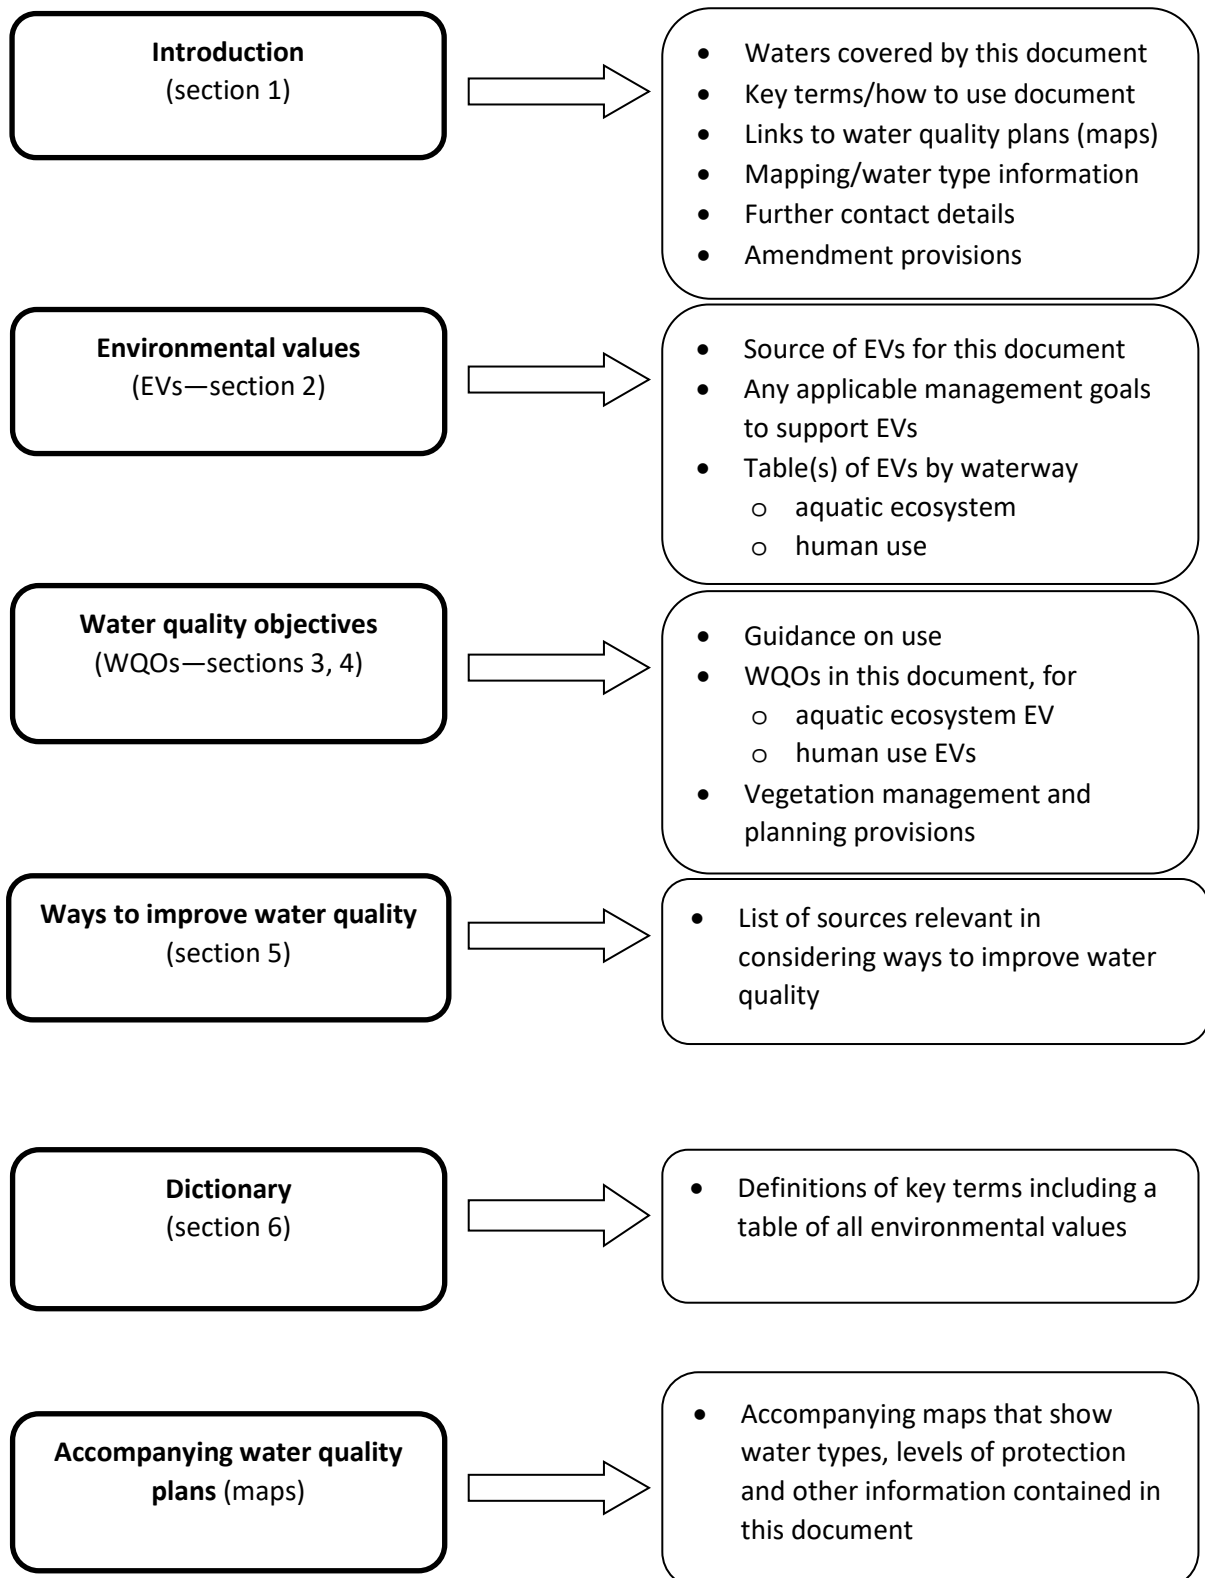 Introduction
(section 1)
• Waters covered by this document
• Key terms/how to use document
• Links to water quality plans (maps)
• Mapping/water type information
• Further contact details
• Amendment provisions
Environmental values
(EVs—section 2)
• Source of EVs for this document
• Any applicable management goals
to support EVs
• Table(s) of EVs by waterway
o aquatic ecosystem
o human use
Water quality objectives
(WQOs—sections 3, 4)
• Guidance on use
• WQOs in this document, for
o aquatic ecosystem EV
o human use EVs
• Vegetation management and
planning provisions
Ways to improve water quality
(section 5)
• List of sources relevant in
considering ways to improve water
quality
Dictionary
(section 6)
• Definitions of key terms including a
table of all environmental values
Accompanying water quality
plans (maps)
• Accompanying maps that show
water types, levels of protection
and other information contained in
this document